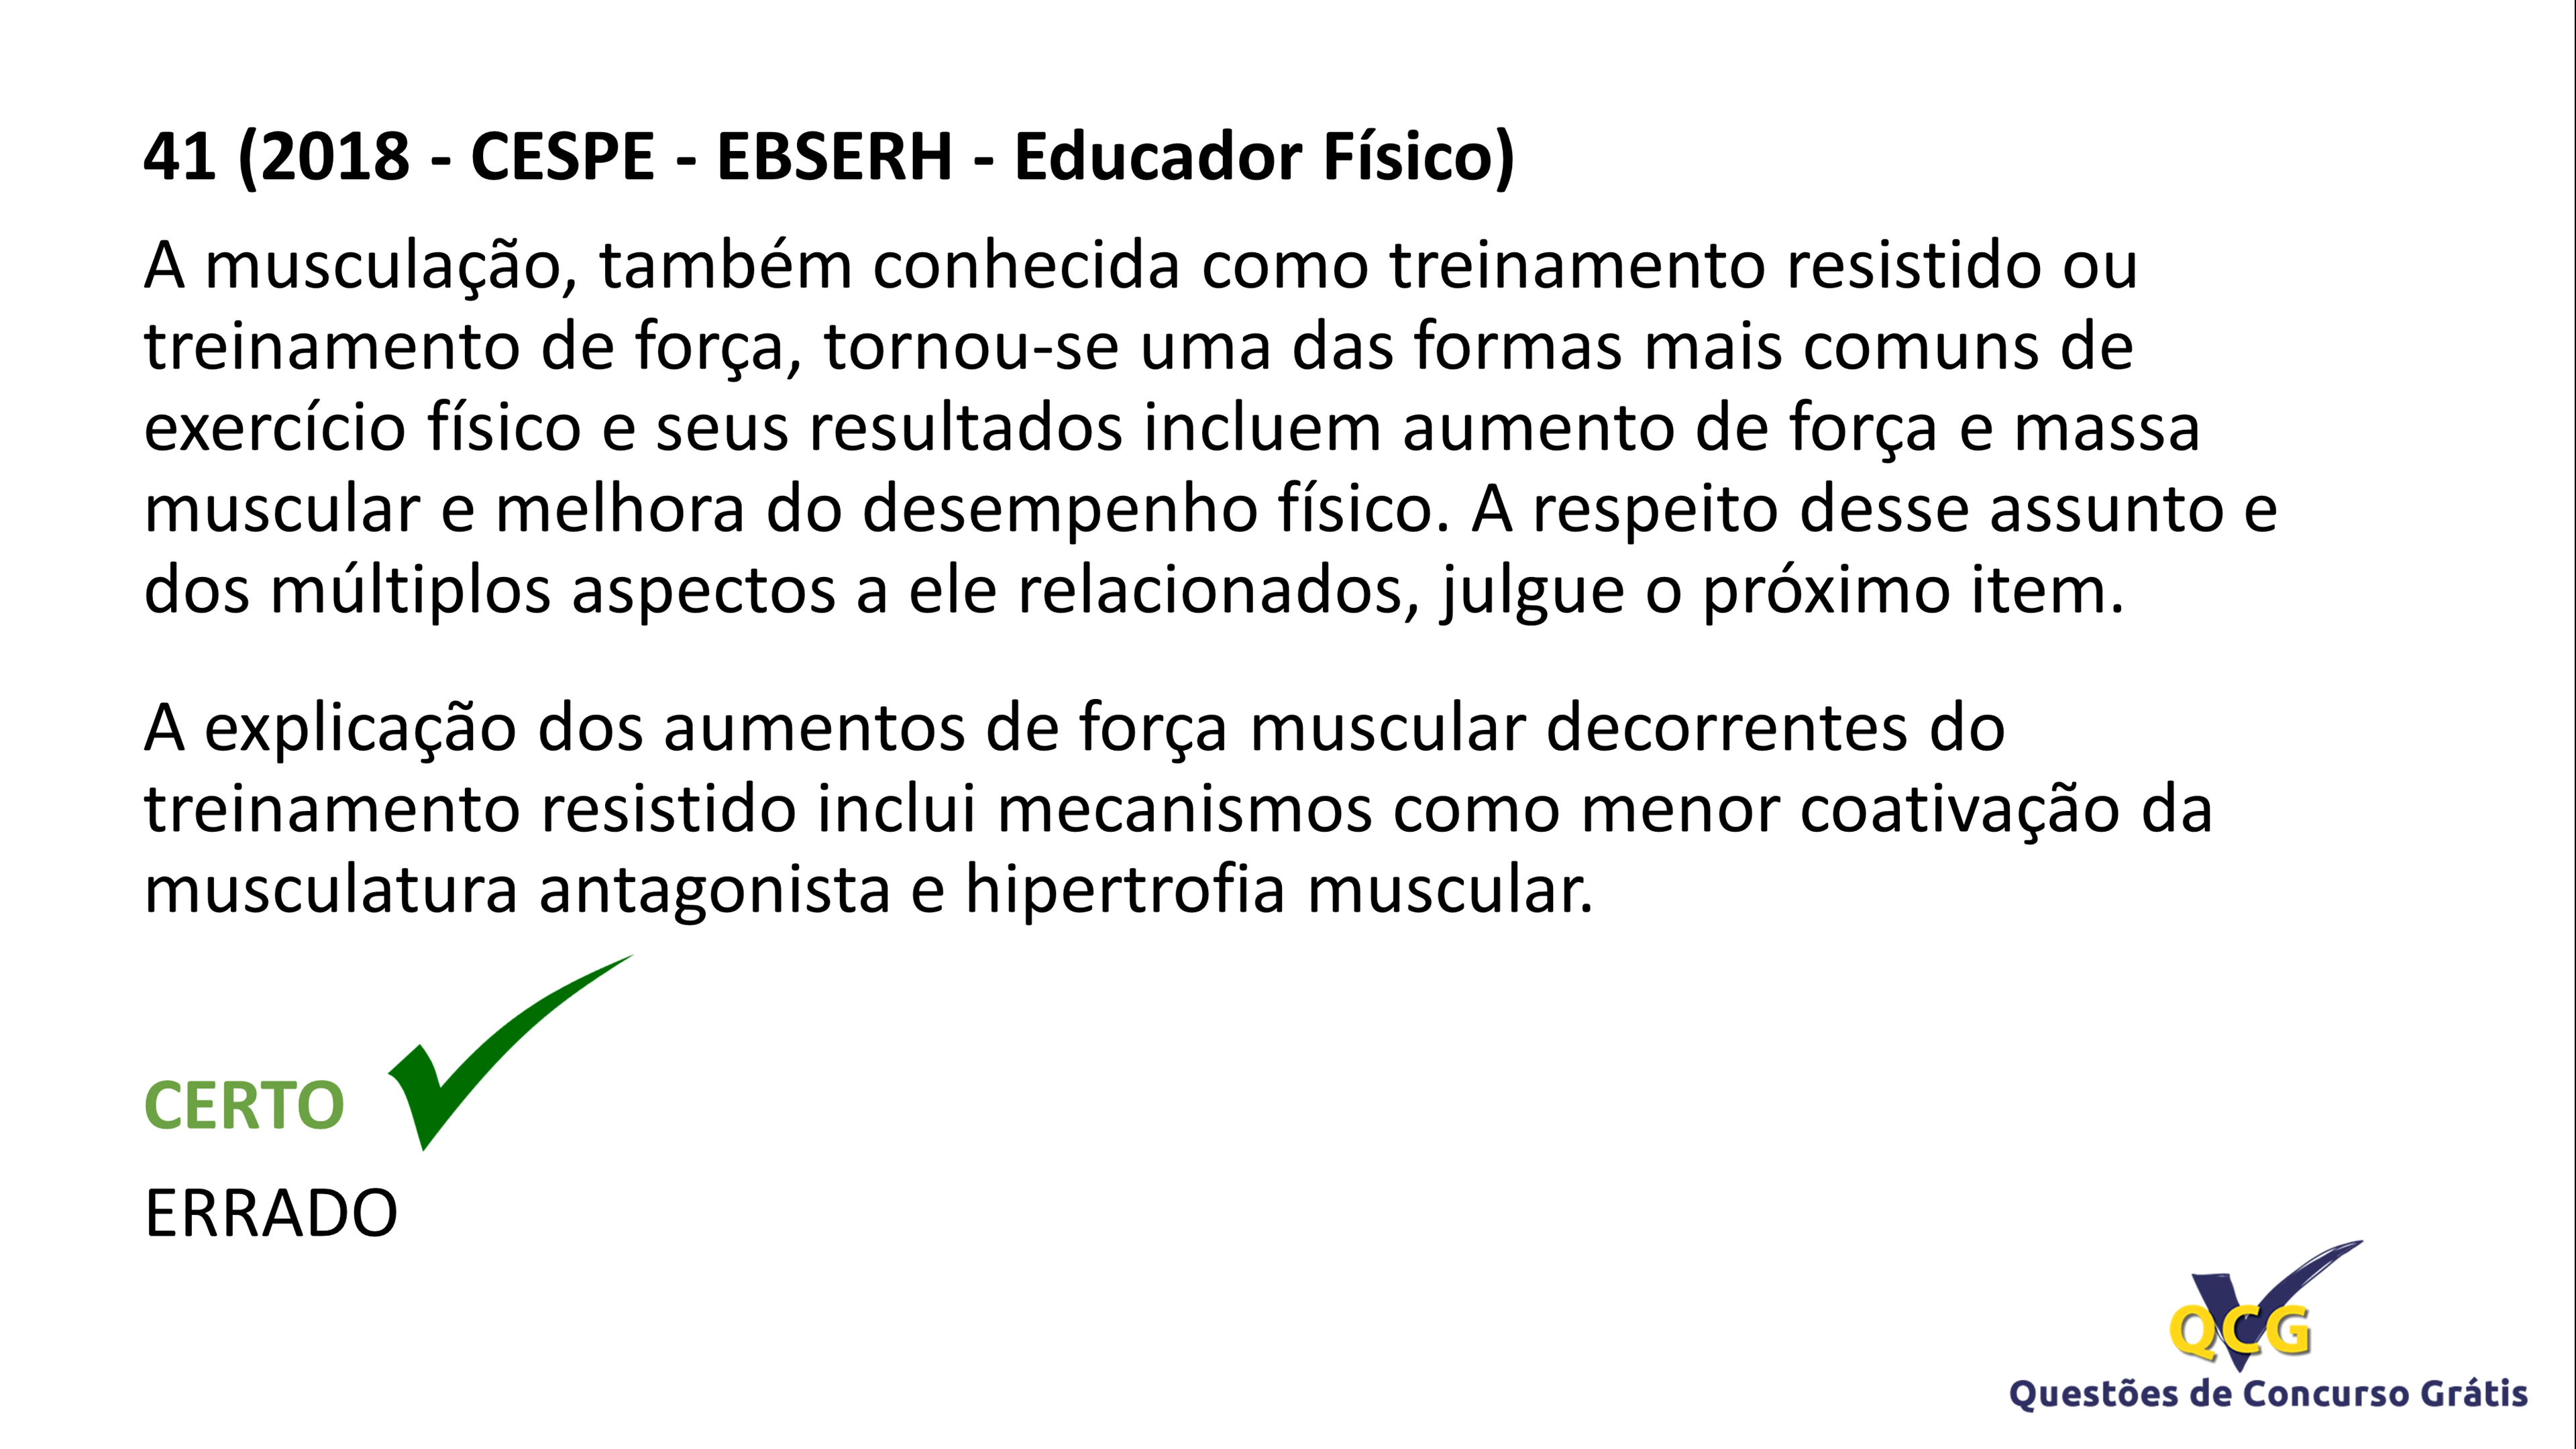 41 (2018 - CESPE - EBSERH - Educador Físico)
A musculação, também conhecida como treinamento resistido ou
treinamento de força, tornou-se uma das formas mais comuns de
exercício físico e seus resultados incluem aumento de força e massa
muscular e melhora do desempenho físico. A respeito desse assunto e
dos múltiplos aspectos a ele relacionados, julgue o próximo item.
A explicação dos aumentos de força muscular decorrentes do
treinamento resistido inclui mecanismos como menor coativação da
musculatura antagonista e hipertrofia muscular.
CERTO
ERRADO
QCG
Questões de Concurso Grátis